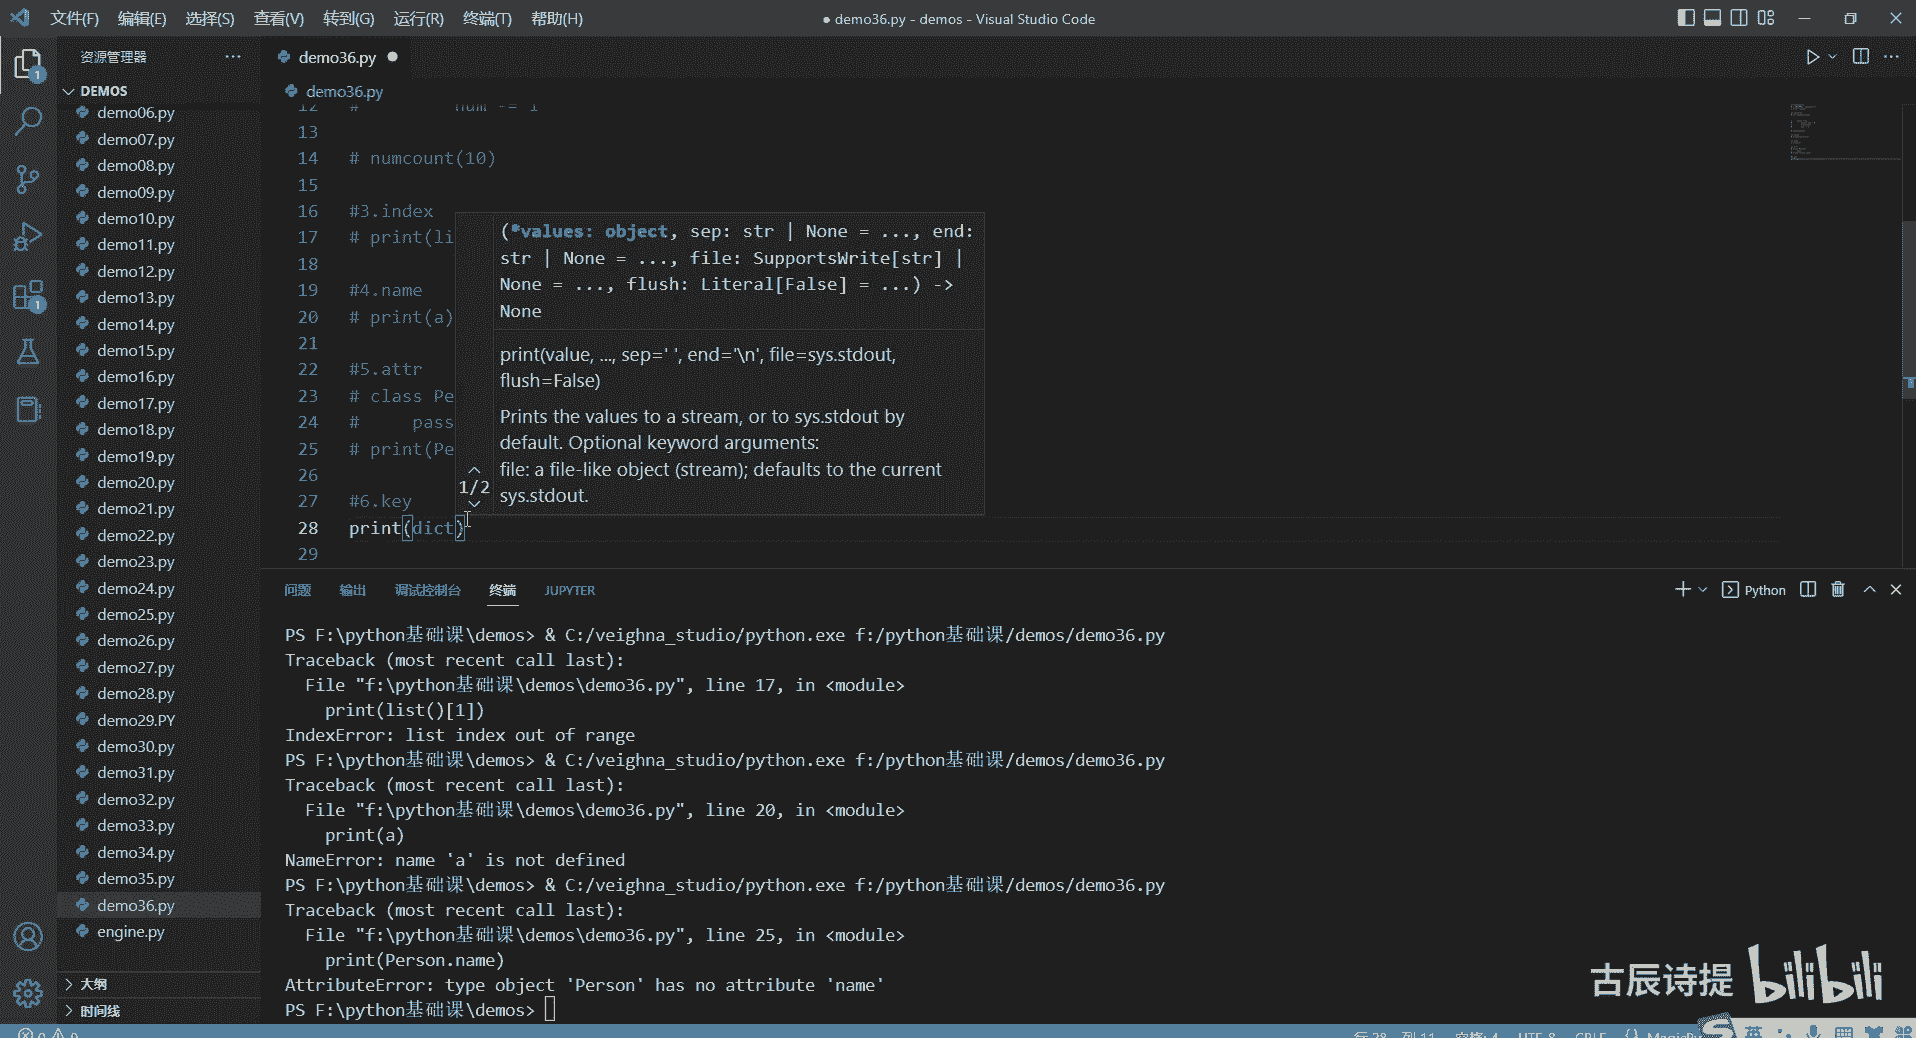 文件(F) 编辑(E) 选择(S) 查看(V) 转到(G) 运行(R) 终端(T) 帮助(H)
● demo36.py - demos - Visual Studio Code
资源管理器
DEMOS
demo06.py
demo07.py
demo08.py
demo09.py
demo10.py
demo11.py
demo12.py
demo13.py
demo14.py
demo15.py
demo16.py
demo17.py
demo18.py
demo19.py
demo20.py
demo21.py
demo22.py
demo23.py
demo24.py
demo25.py
demo26.py
demo27.py
demo28.py
demo29.PY
demo30.py
demo31.py
demo32.py
demo33.py
demo34.py
demo35.py
demo36.py
engine.py
大纲
时间线
demo36.py
demo36.py
12 # num -= 1
13
14 # numcount(10)
15
16 #3.index
17 # print(li
18
19 #4.name
20 # print(a)
21
22 #5.attr
23 # class Pe
24 # pass
25 # print(Pe
26
27 #6.key
28 print(dict)
29
(*values: object, sep: str | None = ..., end:
str | None = ..., file: SupportsWrite[str] |
None = ..., flush: Literal[False] = ...) ->
None
print(value, ..., sep=' ', end='\n', file=sys.stdout,
flush=False)
Prints the values to a stream, or to sys.stdout by
default. Optional keyword arguments:
file: a file-like object (stream); defaults to the current
sys.stdout.
1/2
问题 输出 调试控制台 终端 JUPYTER
Python
PS F:\python基础课\demos> & C:/veighna_studio/python.exe f:/python基础课/demos/demo36.py
Traceback (most recent call last):
File "f:\python基础课\demos\demo36.py", line 17, in <module>
print(list()[1])
IndexError: list index out of range
PS F:\python基础课\demos> & C:/veighna_studio/python.exe f:/python基础课/demos/demo36.py
Traceback (most recent call last):
File "f:\python基础课\demos\demo36.py", line 20, in <module>
print(a)
NameError: name 'a' is not defined
PS F:\python基础课\demos> & C:/veighna_studio/python.exe f:/python基础课/demos/demo36.py
Traceback (most recent call last):
File "f:\python基础课\demos\demo36.py", line 25, in <module>
print(Person.name)
AttributeError: type object 'Person' has no attribute 'name'
PS F:\python基础课\demos>
古辰诗提 bilibili
行 28, 列 11 空格: 4 UTF-8 CRLF
英